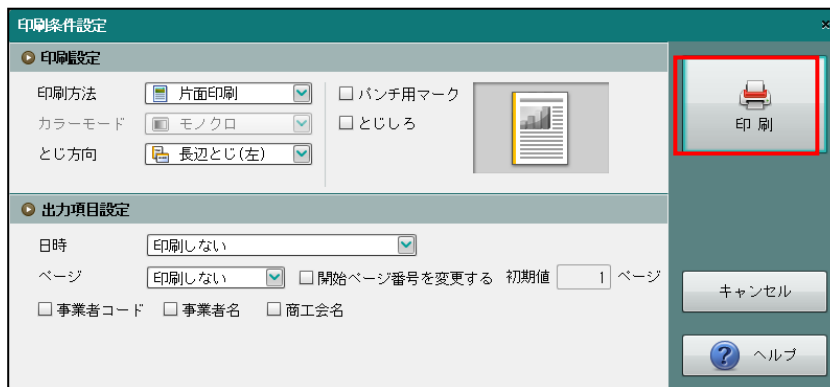 印刷条件設定
印刷設定
印刷方法 片面印刷 パンチ用マーク
カラーモード モノクロ とじしろ
とじ方向 長辺とじ(左)
印刷
出力項目設定
日時 印刷しない
ページ 印刷しない 開始ページ番号を変更する 初期値 1 ページ
事業者コード 事業者名 商工会名
キャンセル
ヘルプ